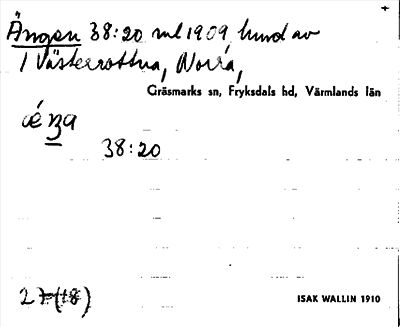 Ängen 38:20 ml 1909, hmd av
1 Västerrottna, Norra,
Gräsmarks sn, Fryksdals hd, Värmlands län
38:20
27 (18)
ISAK WALLIN 1910